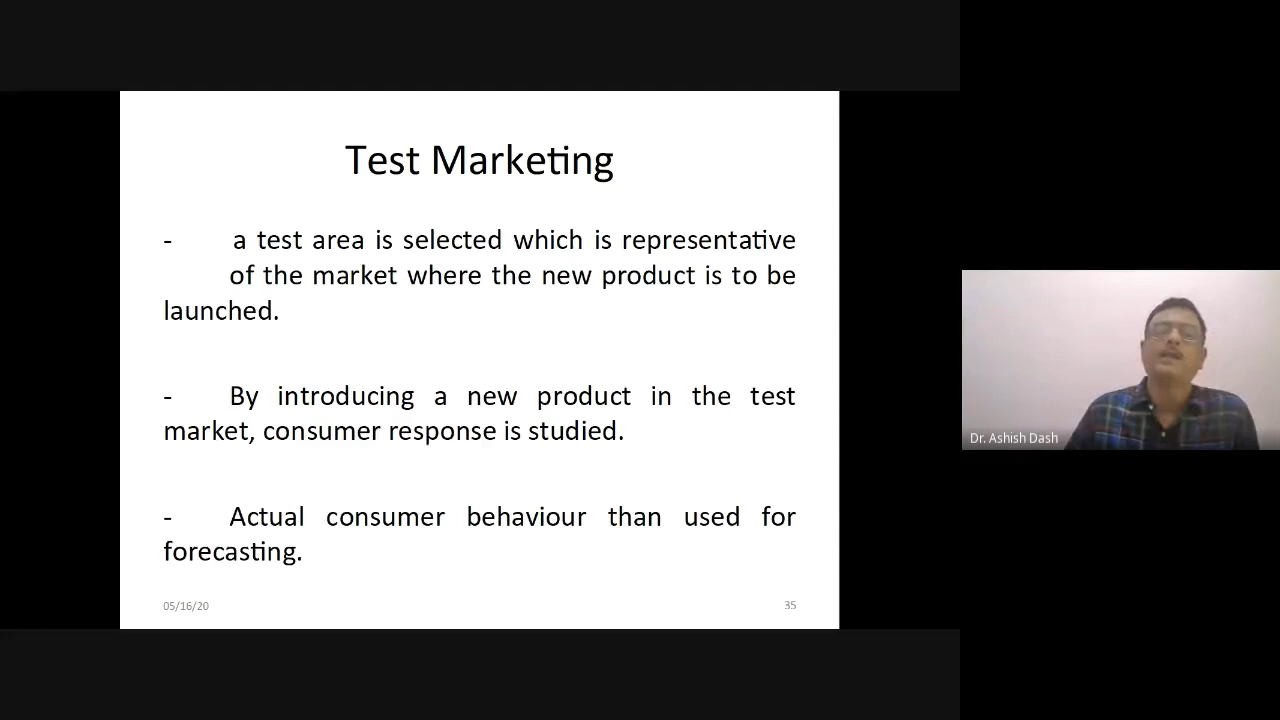 Test Marketing
- a test area is selected which is representative
of the market where the new product is to be
launched.
- By introducing a new product in the test
market, consumer response is studied.
- Actual consumer behaviour than used for
forecasting.
05/16/20
35
Dr. Ashish Dash